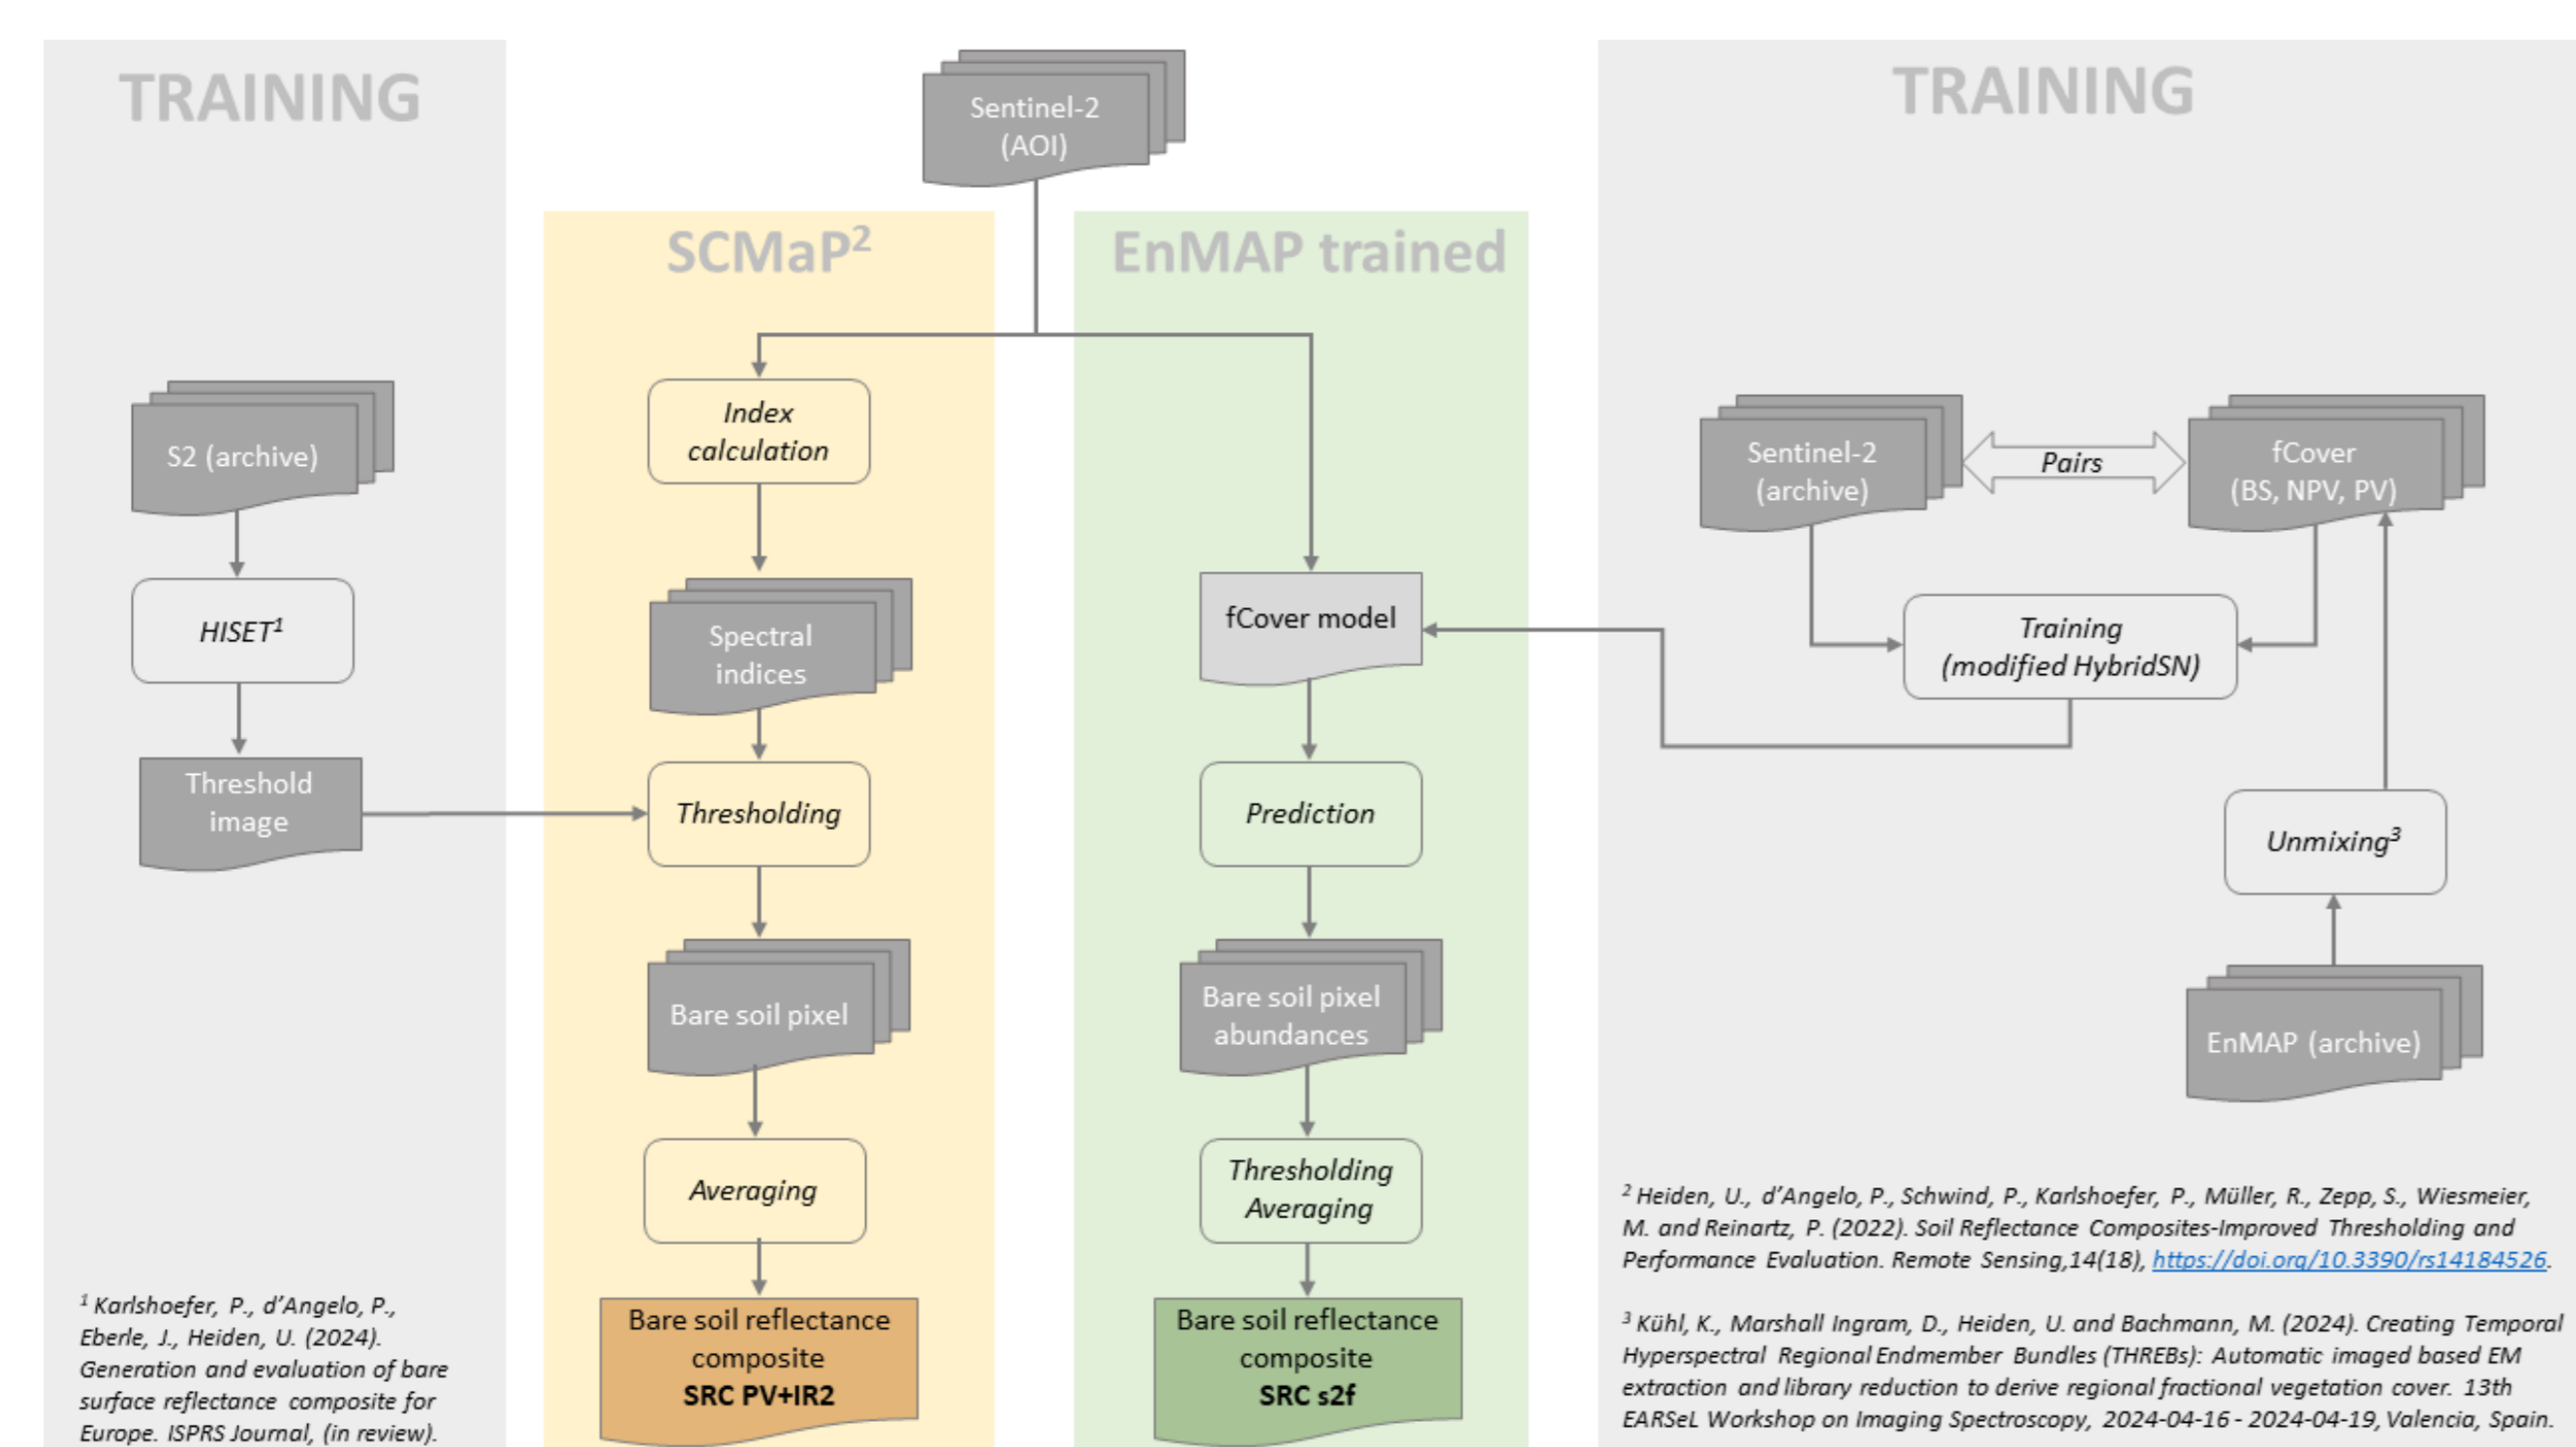 TRAINING
S2 (archive)
HISET¹
Threshold
image
¹ Karlshoefer, P., d’Angelo, P.,
Eberle, J., Heiden, U. (2024).
Generation and evaluation of bare
surface reflectance composite for
Europe. ISPRS Journal, (in review).
Sentinel-2
(AOI)
SCMaP²
Index
calculation
Spectral
indices
Thresholding
Bare soil pixel
Averaging
Bare soil reflectance
composite
SRC PV+IR2
EnMAP trained
fCover model
Prediction
Bare soil pixel
abundances
Thresholding
Averaging
Bare soil reflectance
composite
SRC s2f
TRAINING
Sentinel-2
(archive)
Pairs
fCover
(BS, NPV, PV)
Training
(modified HybridSN)
Unmixing³
EnMAP (archive)
² Heiden, U., d’Angelo, P., Schwind, P., Karlshoefer, P., Müller, R., Zepp, S., Wiesmeier,
M. and Reinartz, P. (2022). Soil Reflectance Composites-Improved Thresholding and
Performance Evaluation. Remote Sensing,14(18), https://doi.org/10.3390/rs14184526.
³ Kühl, K., Marshall Ingram, D., Heiden, U. and Bachmann, M. (2024). Creating Temporal
Hyperspectral Regional Endmember Bundles (THREBs): Automatic imaged based EM
extraction and library reduction to derive regional fractional vegetation cover. 13th
EARSeL Workshop on Imaging Spectroscopy, 2024-04-16 - 2024-04-19, Valencia, Spain.